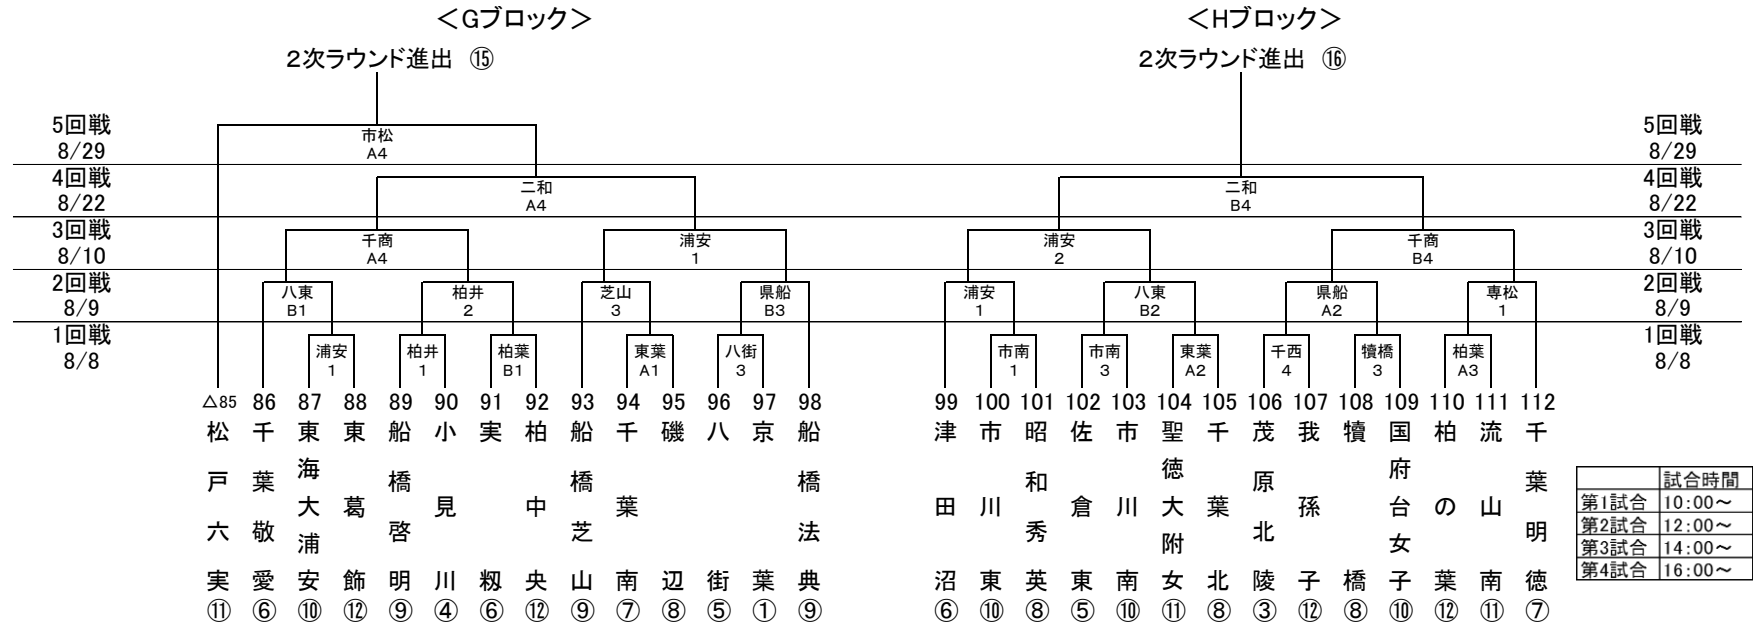 ＜Gブロック＞
２次ラウンド進出 ⑮
＜Hブロック＞
２次ラウンド進出 ⑯
5回戦
8/29
4回戦
8/22
3回戦
8/10
2回戦
8/9
1回戦
8/8
市松
A4
二和
A4
千商
A4
浦安
1
八東
B1
柏井
2
芝山
3
県船
B3
浦安
1
柏井
1
柏葉
B1
東葉
A1
八街
3
△85 松戸六実 ⑪
86 千葉敬愛 ⑥
87 東海大浦安 ⑩
88 東葛飾 ⑫
89 船橋啓明 ⑨
90 小見川 ④
91 実籾 ⑥
92 柏中央 ⑫
93 船橋芝山 ⑨
94 千葉南 ⑦
95 磯辺 ⑧
96 八街 ⑤
97 京葉 ①
98 船橋法典 ⑨
二和
B4
浦安
2
千商
B4
浦安
1
八東
B2
県船
A2
専松
1
市南
1
市南
3
東葉
A2
千西
4
犢橋
3
柏葉
A3
99 津田沼 ⑥
100 市川東 ⑩
101 昭和秀英 ⑧
102 佐倉東 ⑤
103 市川南 ⑩
104 聖徳大附女 ⑪
105 千葉北 ⑧
106 茂原北陵 ③
107 我孫子 ⑫
108 犢橋 ⑧
109 国府台女子 ⑩
110 柏の葉 ⑫
111 流山南 ⑪
112 千葉明徳 ⑦
5回戦
8/29
4回戦
8/22
3回戦
8/10
2回戦
8/9
1回戦
8/8
試合時間
第1試合 10:00～
第2試合 12:00～
第3試合 14:00～
第4試合 16:00～